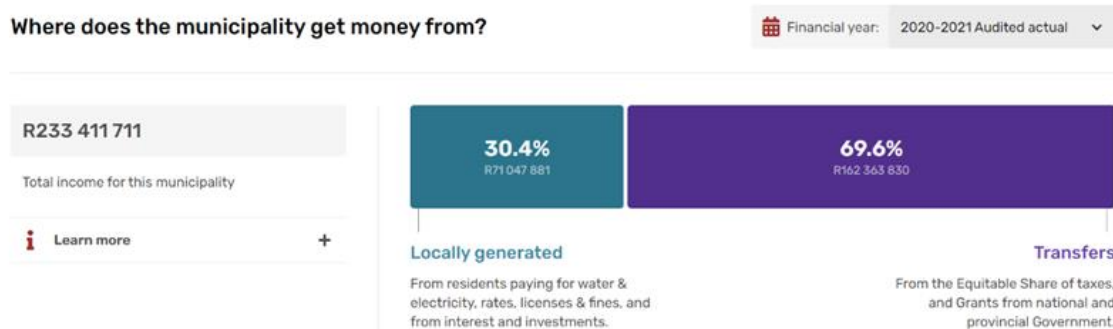 Where does the municipality get money from?
Financial year: 2020-2021 Audited actual
R233 411 711
Total income for this municipality
Learn more +
30.4%
R71 047 881
69.6%
R162 363 830
Locally generated
From residents paying for water &
electricity, rates, licenses & fines, and
from interest and investments.
Transfers
From the Equitable Share of taxes,
and Grants from national and
provincial Government.